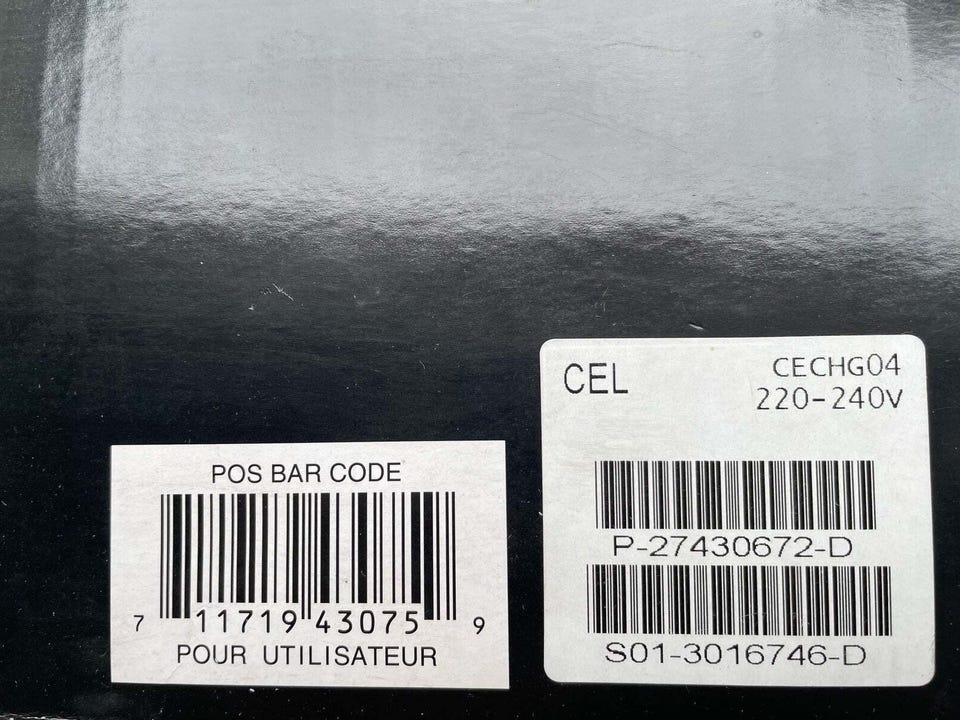 POS BAR CODE
7 11719 43075 9
POUR UTILISATEUR
CEL
CECHG04
220-240V
P-27430672-D
S01-3016746-D